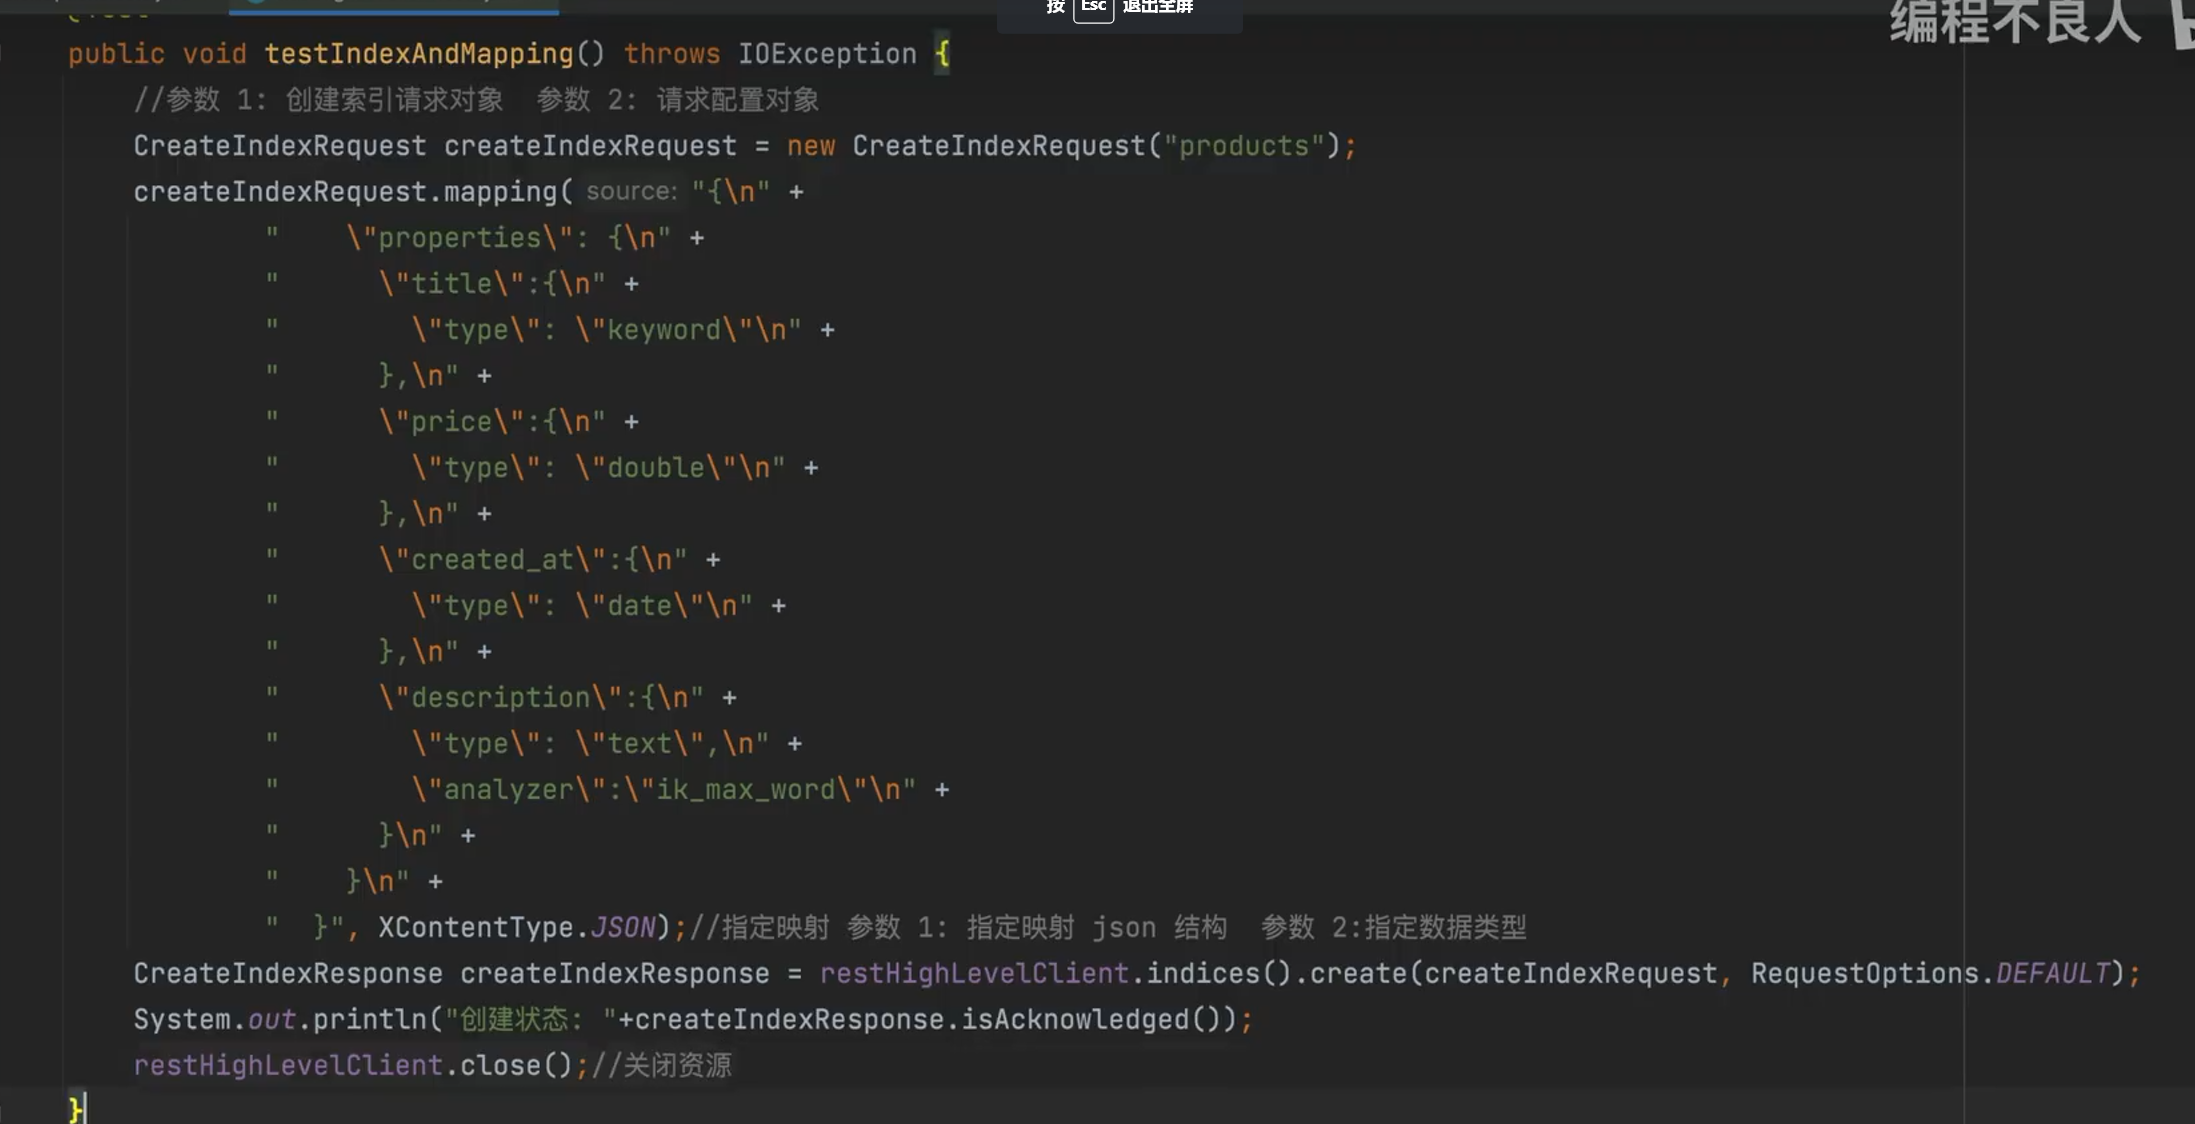 按 Esc 退出全屏
编程不良人
public void testIndexAndMapping() throws IOException {
//参数 1: 创建索引请求对象  参数 2: 请求配置对象
CreateIndexRequest createIndexRequest = new CreateIndexRequest("products");
createIndexRequest.mapping( source: "{\n" +
"    \"properties\": {\n" +
"      \"title\":{\n" +
"        \"type\": \"keyword\"\n" +
"      },\n" +
"      \"price\":{\n" +
"        \"type\": \"double\"\n" +
"      },\n" +
"      \"created_at\":{\n" +
"        \"type\": \"date\"\n" +
"      },\n" +
"      \"description\":{\n" +
"        \"type\": \"text\",\n" +
"        \"analyzer\":\"ik_max_word\"\n" +
"      }\n" +
"    }\n" +
"  }", XContentType.JSON);//指定映射 参数 1: 指定映射 json 结构  参数 2:指定数据类型
CreateIndexResponse createIndexResponse = restHighLevelClient.indices().create(createIndexRequest, RequestOptions.DEFAULT);
System.out.println("创建状态: "+createIndexResponse.isAcknowledged());
restHighLevelClient.close();//关闭资源
}